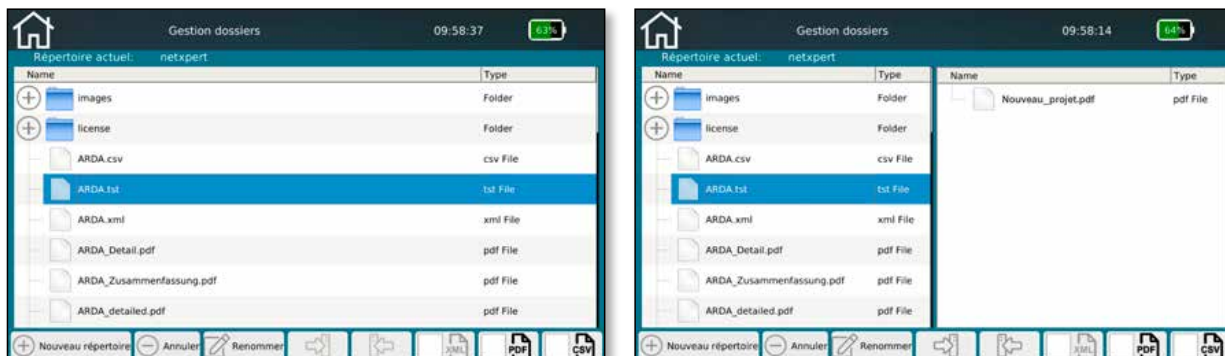 Gestion dossiers 09:58:37 63%
Répertoire actuel: netxpert
Name Type
images Folder
license Folder
ARDA.csv csv File
ARDA.tst tst File
ARDA.xml xml File
ARDA_Detail.pdf pdf File
ARDA_Zusammenfassung.pdf pdf File
ARDA_detailed.pdf pdf File
Nouveau répertoire Annuler Renommer XML PDF CSV
Gestion dossiers 09:58:14 64%
Répertoire actuel: netxpert
Name Type Name Type
images Folder Nouveau_projet.pdf pdf File
license Folder
ARDA.csv csv File
ARDA.tst tst File
ARDA.xml xml File
ARDA_Detail.pdf pdf File
ARDA_Zusammenfassung.pdf pdf File
ARDA_detailed.pdf pdf File
Nouveau répertoire Annuler Renommer XML PDF CSV